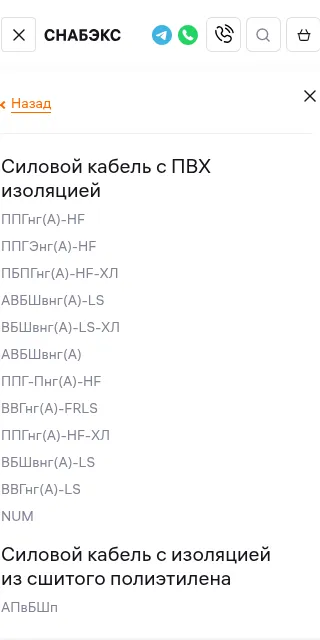 СНАБЭКС
Назад
Силовой кабель с ПВХ
изоляцией
ППГнг(А)-HF
ППГЭнг(А)-HF
ПБПГнг(А)-HF-ХЛ
АВБШвнг(А)-LS
ВБШвнг(А)-LS-ХЛ
АВБШвнг(А)
ППГ-Пнг(А)-HF
ВВГнг(А)-FRLS
ППГнг(А)-HF-ХЛ
ВБШвнг(А)-LS
ВВГнг(А)-LS
NUM
Силовой кабель с изоляцией
из сшитого полиэтилена
АПвБШп